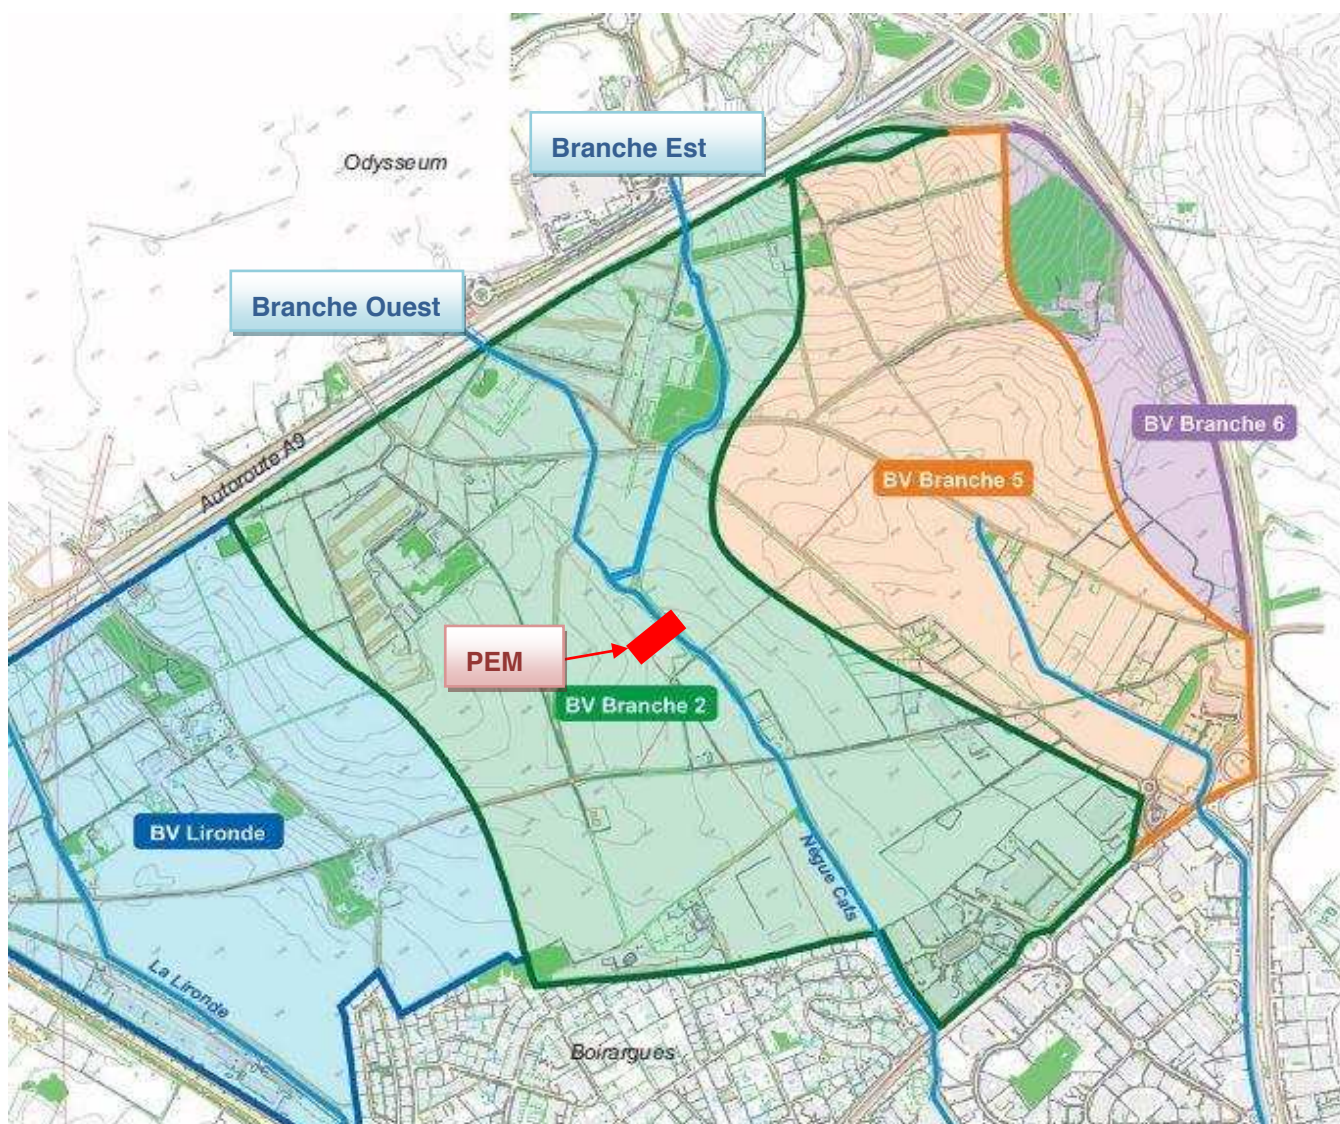 Branche Est
Odysseum
Branche Ouest
BV Branche 6
Autoroute A9
BV Branche 5
PEM
BV Branche 2
BV Lironde
Nègue Cats
La Lironde
Boirargues